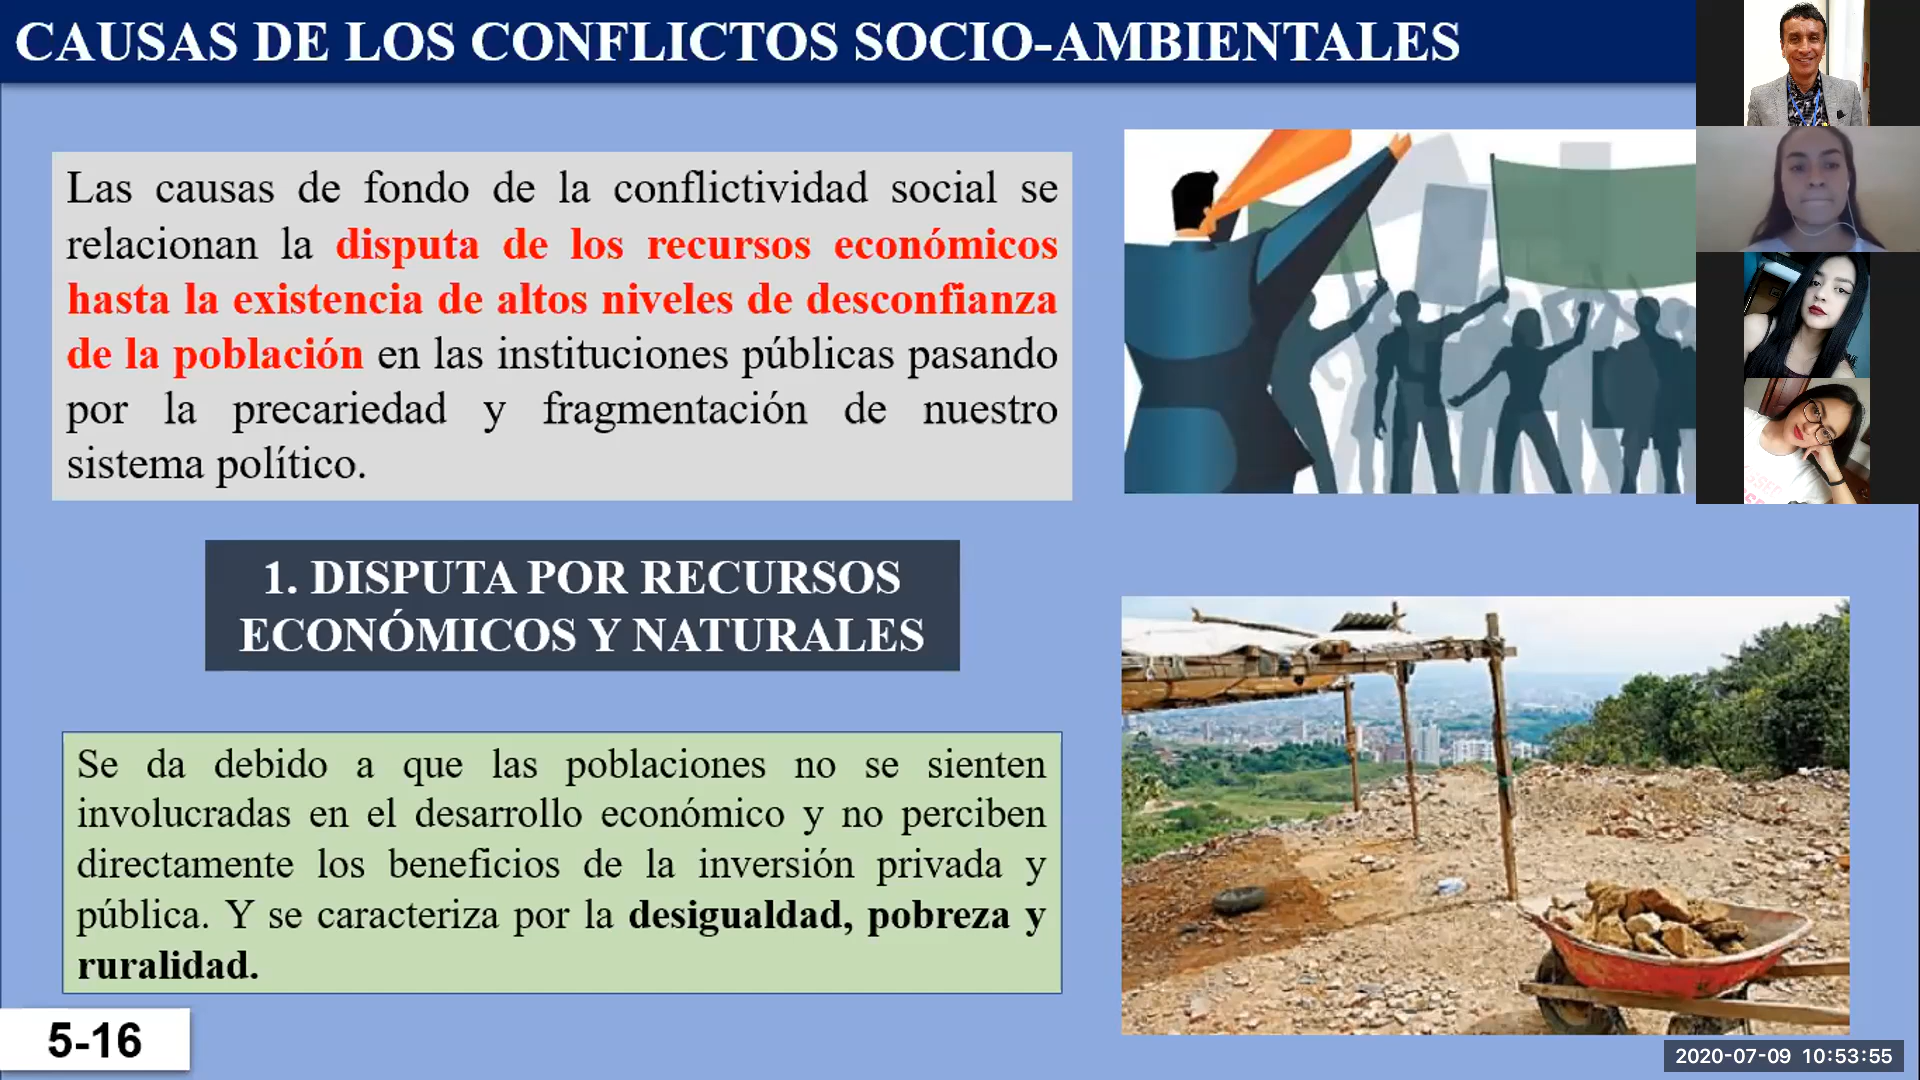 CAUSAS DE LOS CONFLICTOS SOCIO-AMBIENTALES
Las causas de fondo de la conflictividad social se
relacionan la disputa de los recursos económicos
hasta la existencia de altos niveles de desconfianza
de la población en las instituciones públicas pasando
por la precariedad y fragmentación de nuestro
sistema político.
1. DISPUTA POR RECURSOS
ECONÓMICOS Y NATURALES
Se da debido a que las poblaciones no se sienten
involucradas en el desarrollo económico y no perciben
directamente los beneficios de la inversión privada y
pública. Y se caracteriza por la desigualdad, pobreza y
ruralidad.
5-16
2020-07-09 10:53:55